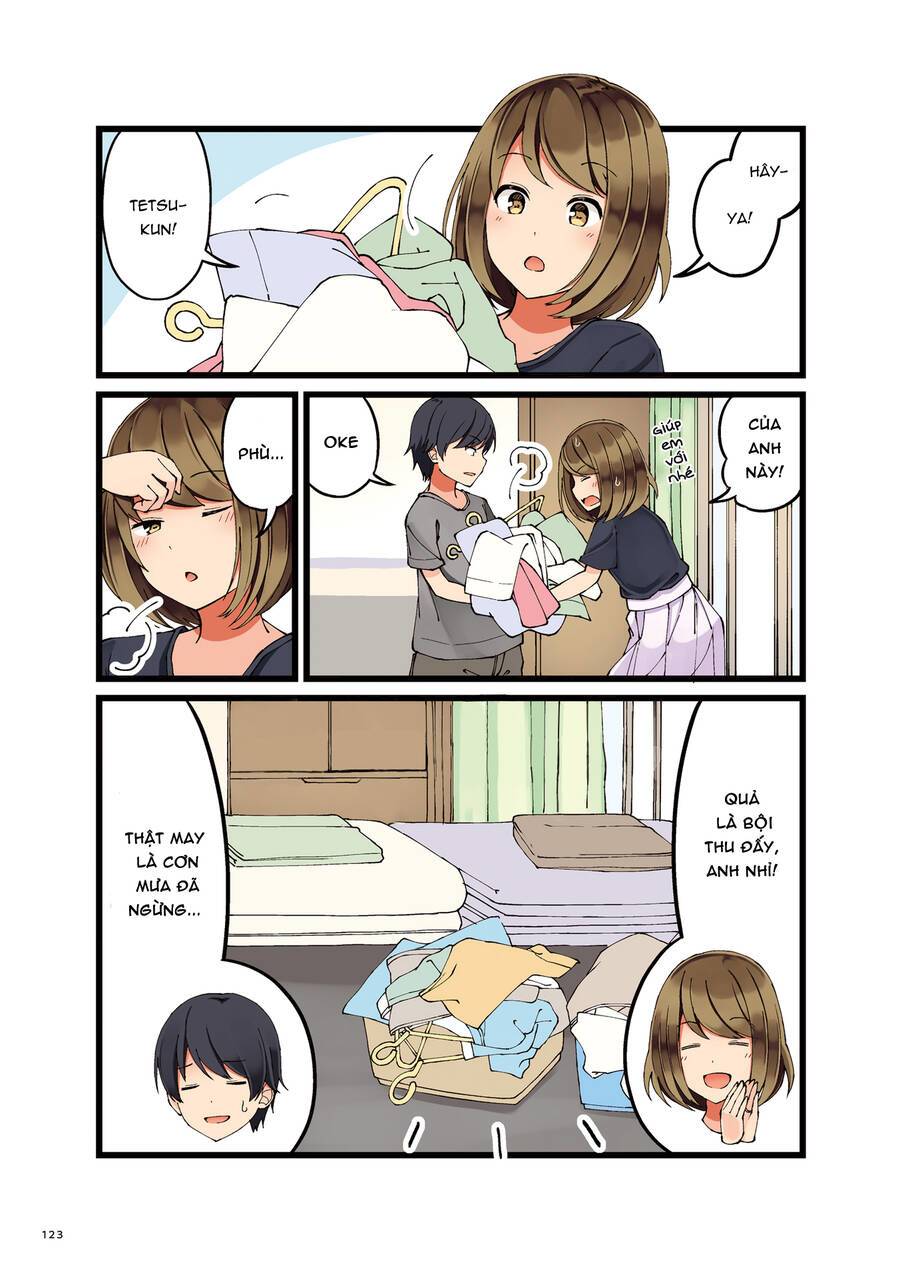 HÂY-
YA!
TETSU-
KUN!
CỦA
ANH
NÀY!
Giúp
em
với
nhé
OKE
PHÙ...
QUẢ
LÀ BỘI
THU ĐẤY,
ANH NHỈ!
THẬT MAY
LÀ CƠN
MƯA ĐÃ
NGỪNG...
123